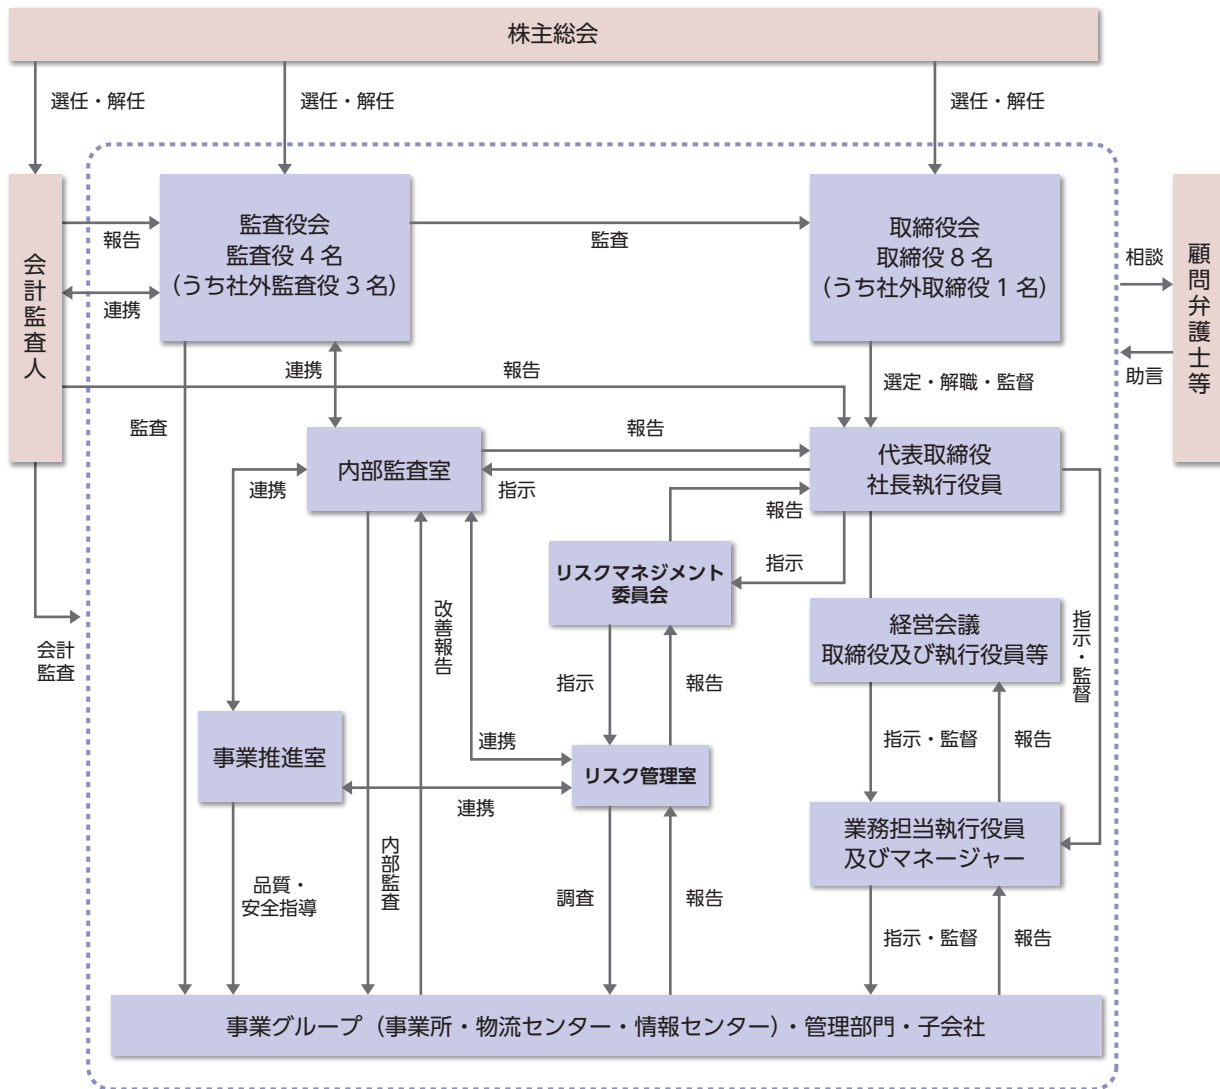 株主総会
選任・解任
選任・解任
選任・解任
会計監査人
報告
連携
監査役会
監査役 4 名
(うち社外監査役 3 名)
監査
取締役会
取締役 8 名
(うち社外取締役 1 名)
相談
助言
顧問弁護士等
連携
報告
選定・解職・監督
監査
内部監査室
報告
指示
代表取締役
社長執行役員
連携
報告
指示
リスクマネジメント
委員会
改善報告
経営会議
取締役及び執行役員等
指示・監督
会計
監査
指示
報告
事業推進室
連携
リスク管理室
連携
指示・監督
報告
業務担当執行役員
及びマネージャー
品質・
安全指導
内部監査
調査
報告
指示・監督
報告
事業グループ（事業所・物流センター・情報センター）・管理部門・子会社